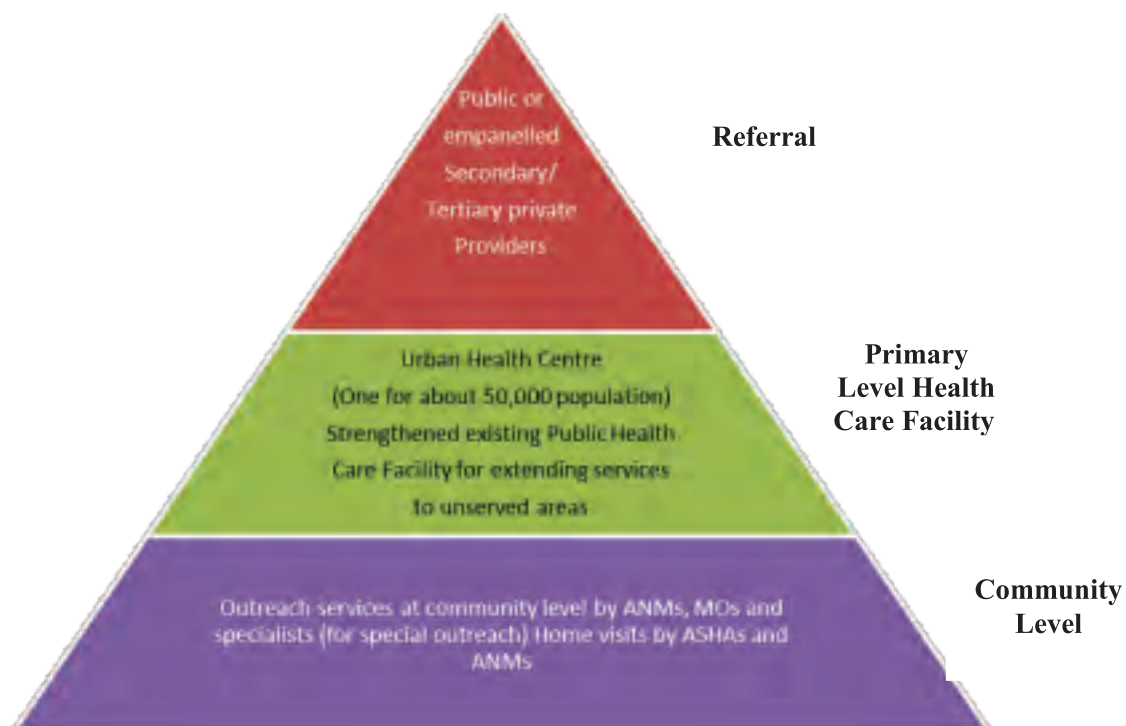 Public or
empanelled
Secondary/
Tertiary private
Providers
Referral
Urban Health Centre
(One for about 50,000 population)
Strengthened existing Public Health
Care Facility for extending services
to unserved areas
Primary
Level Health
Care Facility
Outreach services at community level by ANMs, MOs and
specialists (for special outreach) Home visits by ASHAs and
ANMs
Community
Level